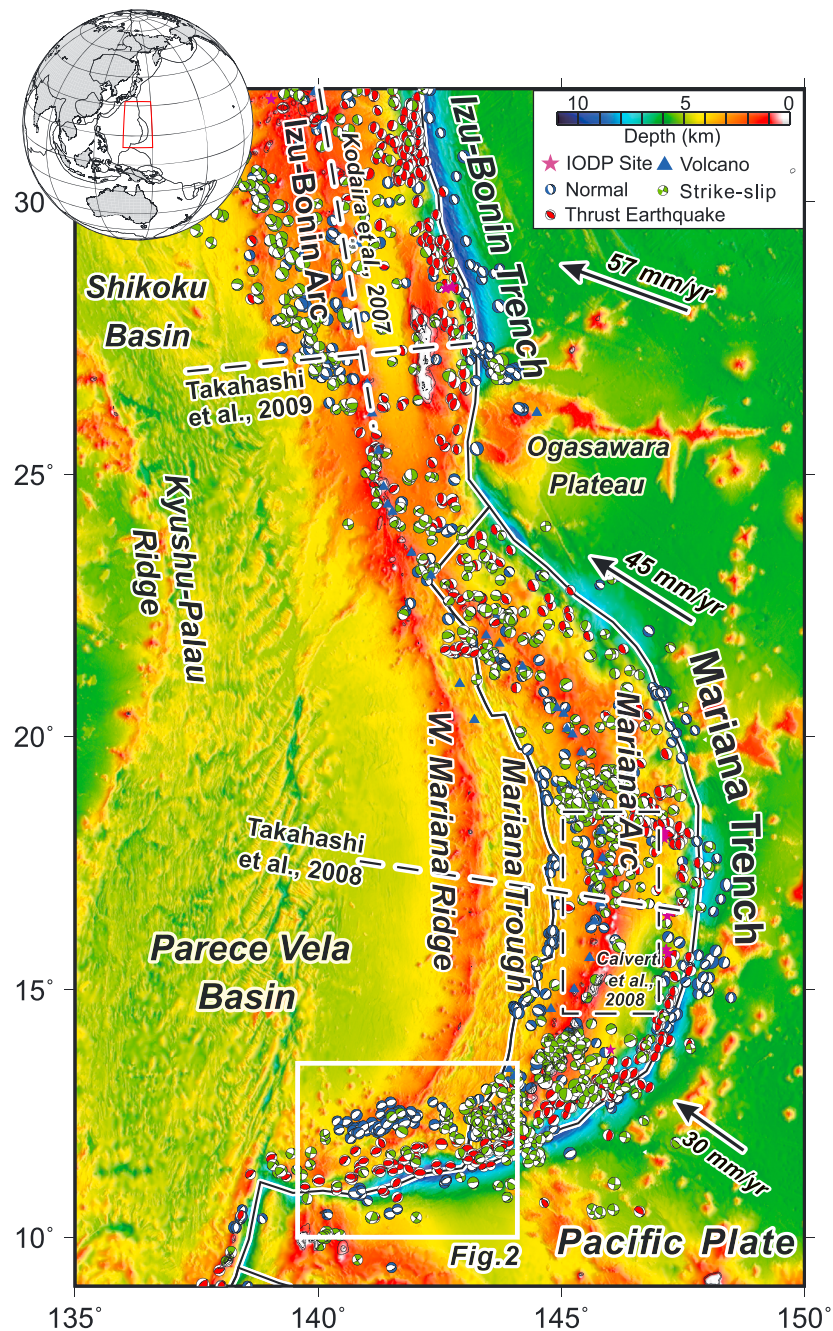 10 5 0
Depth (km)
IODP Site Volcano
Normal Strike-slip
Thrust Earthquake
Izu-Bonin Arc
Kodaira et al., 2007
Izu-Bonin Trench
30
57 mm/yr
Shikoku
Basin
Takahashi
et al., 2009
Ogasawara
Plateau
25°
Kyushu-Palau
Ridge
45 mm/yr
20°
Mariana Trench
Mariana Arc
W. Mariana Ridge
Mariana Trough
Takahashi
et al., 2008
Parece Vela
Basin
Calvert
et al.,
2008
15°
30 mm/yr
10°
Fig.2
Pacific Plate
135° 140° 145° 150°